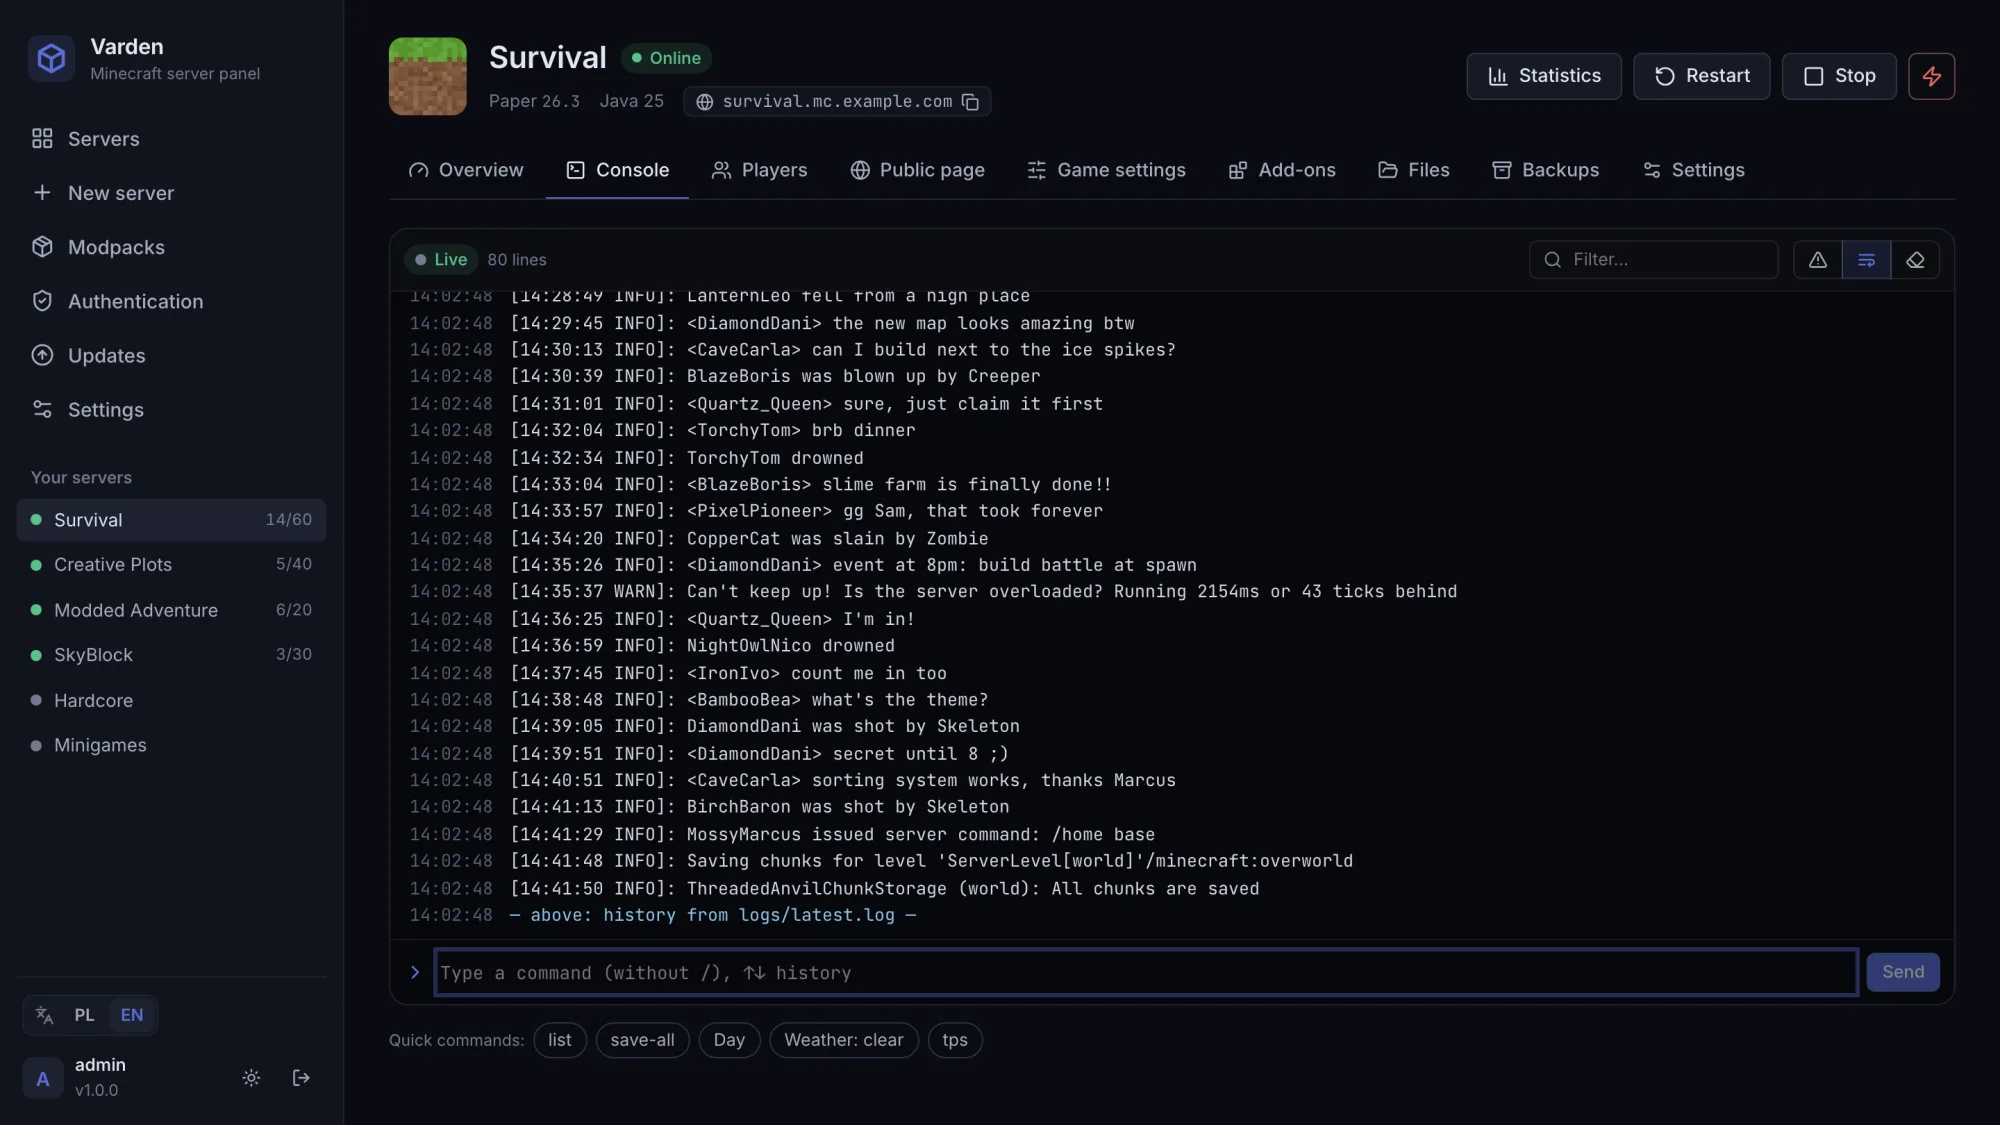 Varden
Minecraft server panel
Servers
New server
Modpacks
Authentication
Updates
Settings
Your servers
Survival 14/60
Creative Plots 5/40
Modded Adventure 6/20
SkyBlock 3/30
Hardcore
Minigames
PL EN
A admin
v1.0.0
Survival Online
Paper 26.3 Java 25 survival.mc.example.com
Statistics Restart Stop
Overview Console Players Public page Game settings Add-ons Files Backups Settings
Live 80 lines Filter...
14:02:48 [14:28:49 INFO]: LanternLeo fell from a high place
14:02:48 [14:29:45 INFO]: <DiamondDani> the new map looks amazing btw
14:02:48 [14:30:13 INFO]: <CaveCarla> can I build next to the ice spikes?
14:02:48 [14:30:39 INFO]: BlazeBoris was blown up by Creeper
14:02:48 [14:31:01 INFO]: <Quartz_Queen> sure, just claim it first
14:02:48 [14:32:04 INFO]: <TorchyTom> brb dinner
14:02:48 [14:32:34 INFO]: TorchyTom drowned
14:02:48 [14:33:04 INFO]: <BlazeBoris> slime farm is finally done!!
14:02:48 [14:33:57 INFO]: <PixelPioneer> gg Sam, that took forever
14:02:48 [14:34:20 INFO]: CopperCat was slain by Zombie
14:02:48 [14:35:26 INFO]: <DiamondDani> event at 8pm: build battle at spawn
14:02:48 [14:35:37 WARN]: Can't keep up! Is the server overloaded? Running 2154ms or 43 ticks behind
14:02:48 [14:36:25 INFO]: <Quartz_Queen> I'm in!
14:02:48 [14:36:59 INFO]: NightOwlNico drowned
14:02:48 [14:37:45 INFO]: <IronIvo> count me in too
14:02:48 [14:38:48 INFO]: <BambooBea> what's the theme?
14:02:48 [14:39:05 INFO]: DiamondDani was shot by Skeleton
14:02:48 [14:39:51 INFO]: <DiamondDani> secret until 8 ;)
14:02:48 [14:40:51 INFO]: <CaveCarla> sorting system works, thanks Marcus
14:02:48 [14:41:13 INFO]: BirchBaron was shot by Skeleton
14:02:48 [14:41:29 INFO]: MossyMarcus issued server command: /home base
14:02:48 [14:41:48 INFO]: Saving chunks for level 'ServerLevel[world]'/minecraft:overworld
14:02:48 [14:41:50 INFO]: ThreadedAnvilChunkStorage (world): All chunks are saved
14:02:48 — above: history from logs/latest.log —
Type a command (without /), ↑↓ history Send
Quick commands: list save-all Day Weather: clear tps